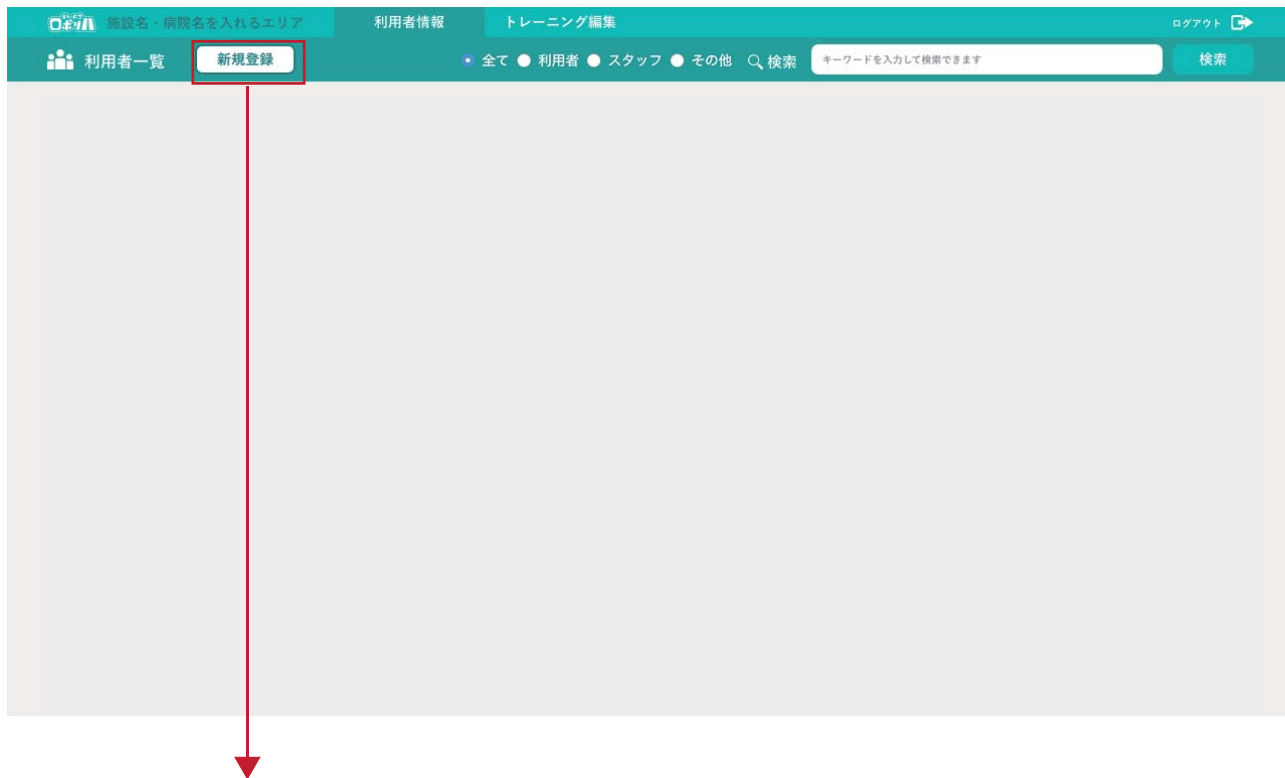 ロギハ 施設名・病院名を入れるエリア 利用者情報 トレーニング編集 ログアウト
利用者一覧 新規登録 全て 利用者 スタッフ その他 検索 キーワードを入力して検索できます 検索